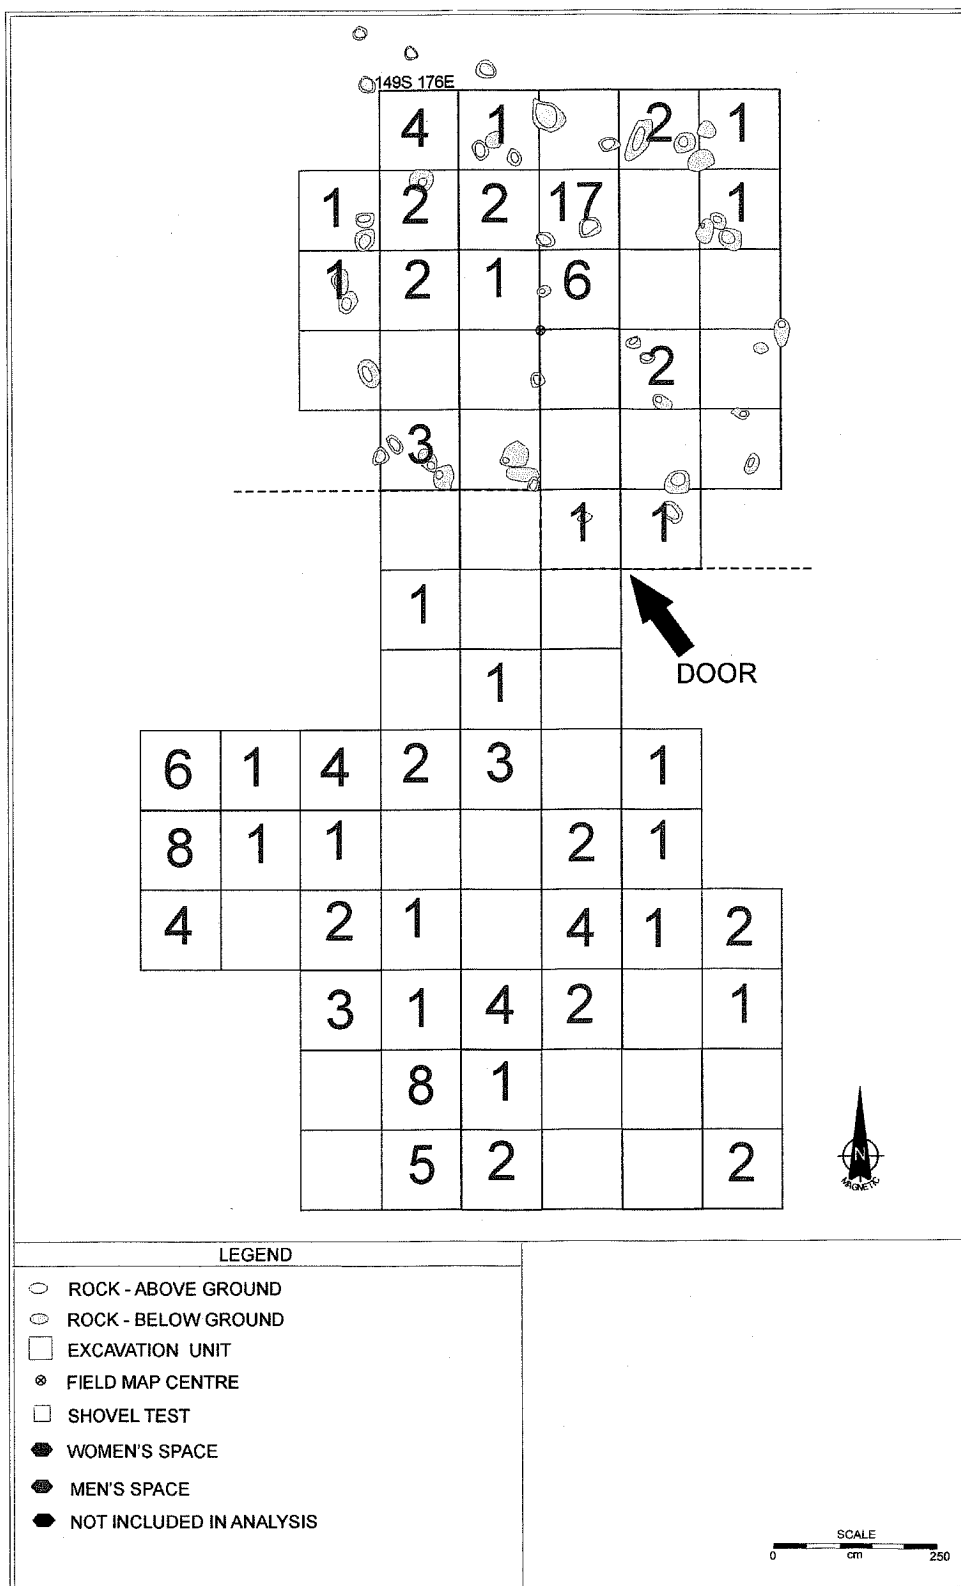 149S 176E
4 1 2 1
1 2 2 17 1
1 2 1 6
2
3
1 1
1
DOOR
1
6 1 4 2 3 1
8 1 1 2 1
4 2 1 4 1 2
3 1 4 2 1
8 1
5 2 2
N
MAGNETIC
LEGEND
ROCK - ABOVE GROUND
ROCK - BELOW GROUND
EXCAVATION UNIT
FIELD MAP CENTRE
SHOVEL TEST
WOMEN'S SPACE
MEN'S SPACE
NOT INCLUDED IN ANALYSIS
SCALE
0 cm 250